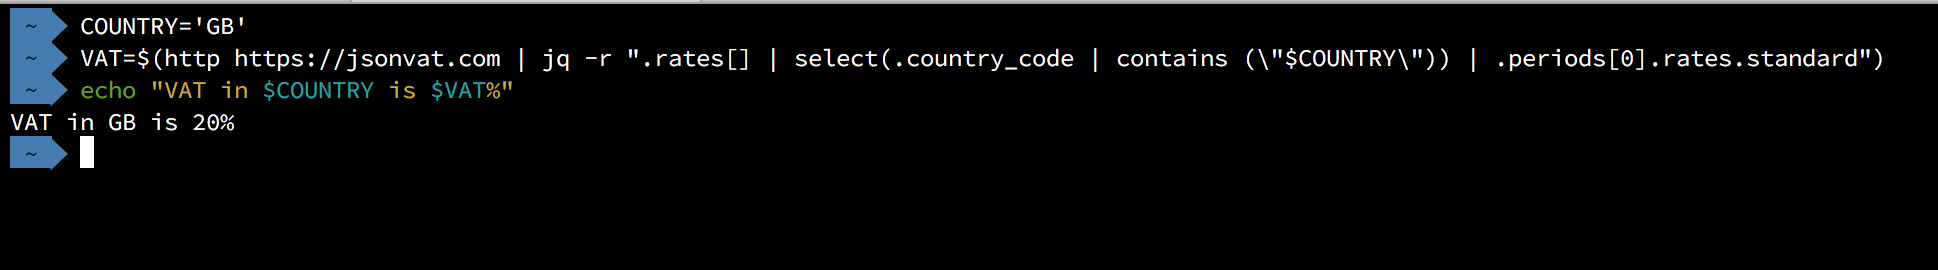 ~ COUNTRY='GB'
~ VAT=$(http https://jsonvat.com | jq -r ".rates[] | select(.country_code | contains (\"$COUNTRY\")) | .periods[0].rates.standard")
~ echo "VAT in $COUNTRY is $VAT%"
VAT in GB is 20%
~